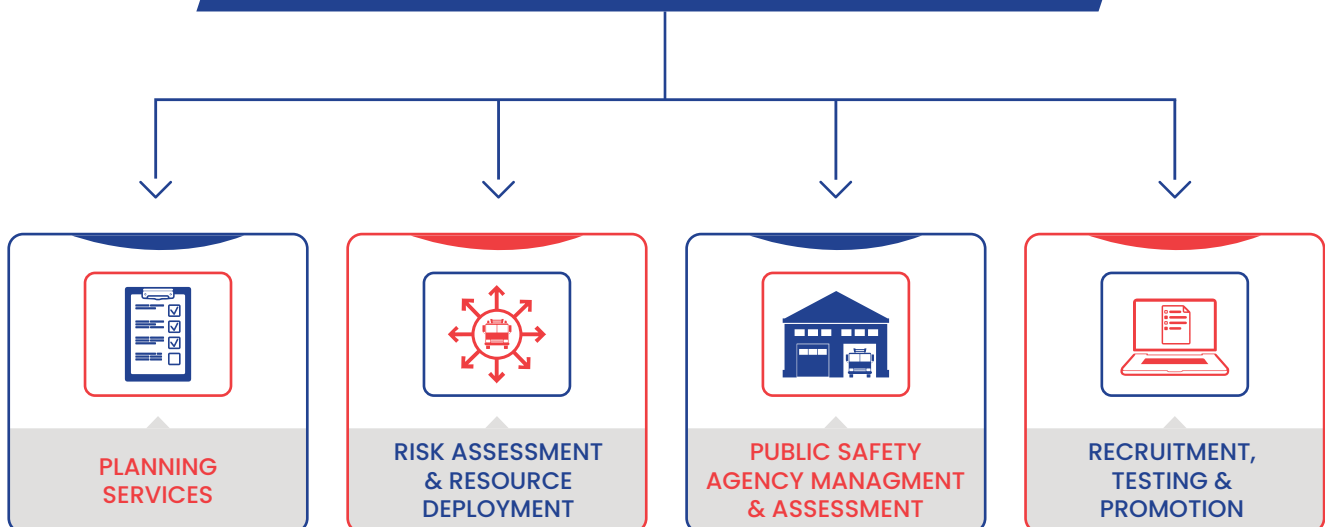 PLANNING
SERVICES
RISK ASSESSMENT
& RESOURCE
DEPLOYMENT
PUBLIC SAFETY
AGENCY MANAGMENT
& ASSESSMENT
RECRUITMENT,
TESTING &
PROMOTION